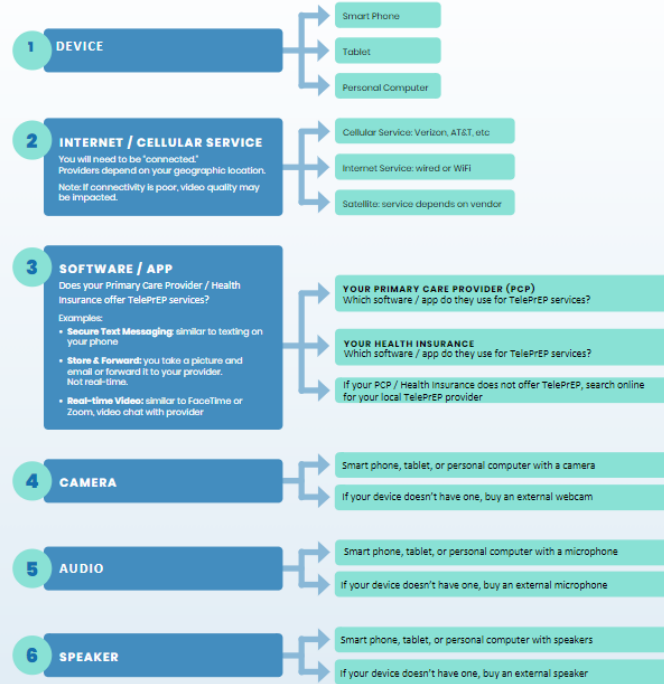 1
DEVICE
Smart Phone
Tablet
Personal Computer
2
INTERNET / CELLULAR SERVICE
You will need to be "connected."
Providers depend on your geographic location.
Note: If connectivity is poor, video quality may
be impacted.
Cellular Service: Verizon, AT&T, etc
Internet Service: wired or WiFi
Satellite: service depends on vendor
3
SOFTWARE / APP
Does your Primary Care Provider / Health
Insurance offer TelePrEP services?
Examples:
• Secure Text Messaging: similar to texting on
your phone
• Store & Forward: you take a picture and
email or forward it to your provider.
Not real-time.
• Real-time Video: similar to FaceTime or
Zoom, video chat with provider
YOUR PRIMARY CARE PROVIDER (PCP)
Which software / app do they use for TelePrEP services?
YOUR HEALTH INSURANCE
Which software / app do they use for TelePrEP services?
If your PCP / Health Insurance does not offer TelePrEP, search online
for your local TelePrEP provider
4
CAMERA
Smart phone, tablet, or personal computer with a camera
If your device doesn't have one, buy an external webcam
5
AUDIO
Smart phone, tablet, or personal computer with a microphone
If your device doesn't have one, buy an external microphone
6
SPEAKER
Smart phone, tablet, or personal computer with speakers
If your device doesn't have one, buy an external speaker